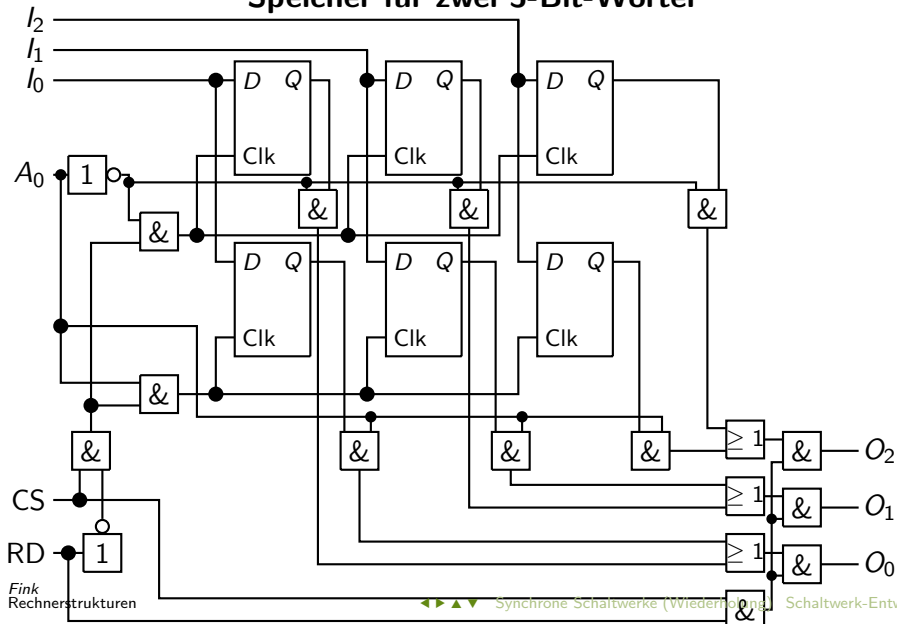 Speicher für zwei 3-Bit-Wörter
I2
I1
I0
D Q D Q D Q
Clk Clk Clk
A0 1
& & &
&
D Q D Q D Q
Clk Clk Clk
&
& & & & ≥ 1 & O2
CS ≥ 1 & O1
RD 1 ≥ 1 & O0
&
Fink
Rechnerstrukturen
Synchrone Schaltwerke (Wiederholung) Schaltwerk-Entw